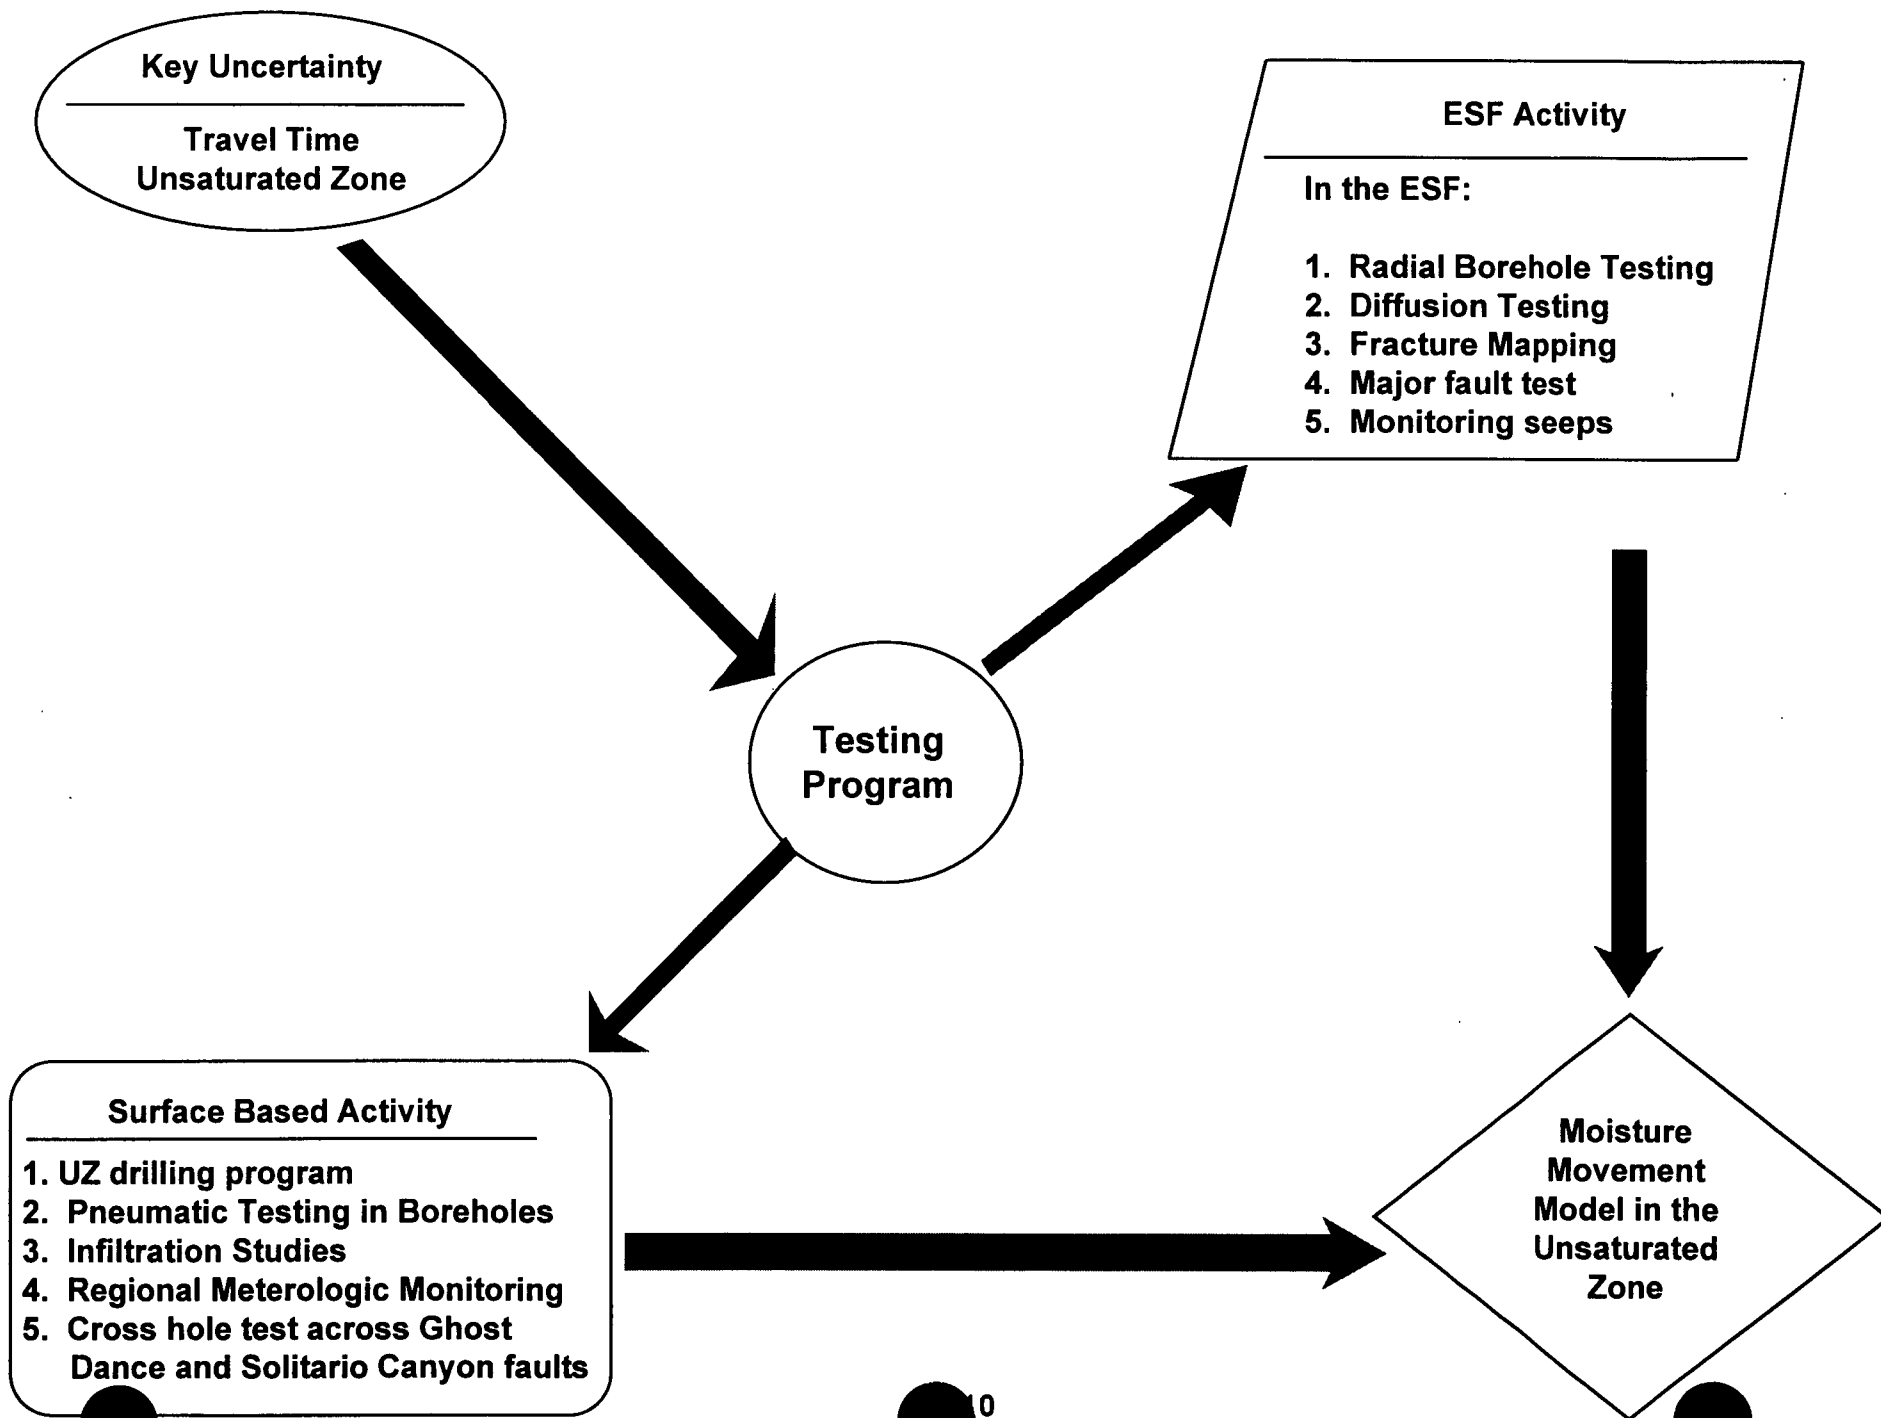 Key Uncertainty
Travel Time
Unsaturated Zone
ESF Activity
In the ESF:
1. Radial Borehole Testing
2. Diffusion Testing
3. Fracture Mapping
4. Major fault test
5. Monitoring seeps
Testing
Program
Surface Based Activity
1. UZ drilling program
2. Pneumatic Testing in Boreholes
3. Infiltration Studies
4. Regional Meterologic Monitoring
5. Cross hole test across Ghost
Dance and Solitario Canyon faults
Moisture
Movement
Model in the
Unsaturated
Zone
10